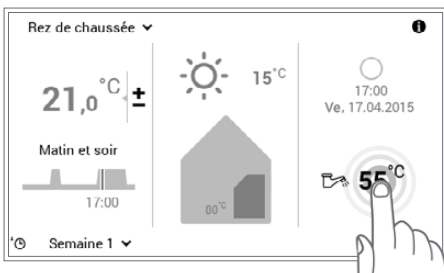 Rez de chaussée
21,0 °C ±
Matin et soir
17:00
Semaine 1
15°C
00°C
17:00
Ve, 17.04.2015
55°C